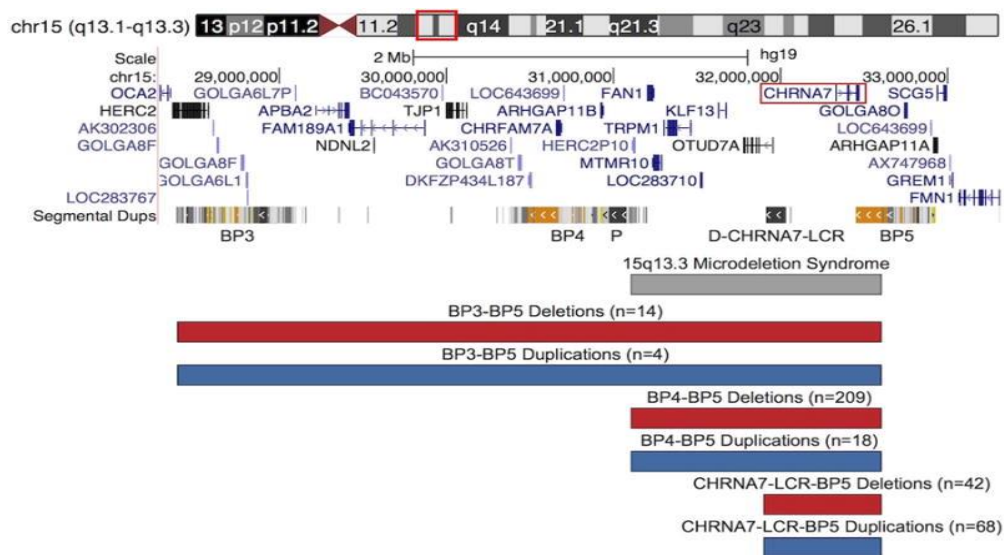 chr15 (q13.1-q13.3) 13 p12 p11.2 11.2 q14 21.1 q21.3 q23 26.1
Scale 2 Mb hg19
chr15: 29,000,000 30,000,000 31,000,000 32,000,000 33,000,000
OCA2 GOLGA6L7P BC043570 LOC643699 FAN1 CHRNA7 SCG5
HERC2 APBA2 TJP1 ARHGAP11B KLF13 GOLGA8O
AK302306 FAM189A1 CHRFAM7A TRPM1 LOC643699
GOLGA8F NDNL2 AK310526 HERC2P10 OTUD7A ARHGAP11A
GOLGA8F GOLGA8T MTMR10 AX747968
GOLGA6L1 DKFZP434L187 LOC283710 GREM1
LOC283767 FMN1
Segmental Dups
BP3 BP4 P D-CHRNA7-LCR BP5
15q13.3 Microdeletion Syndrome
BP3-BP5 Deletions (n=14)
BP3-BP5 Duplications (n=4)
BP4-BP5 Deletions (n=209)
BP4-BP5 Duplications (n=18)
CHRNA7-LCR-BP5 Deletions (n=42)
CHRNA7-LCR-BP5 Duplications (n=68)